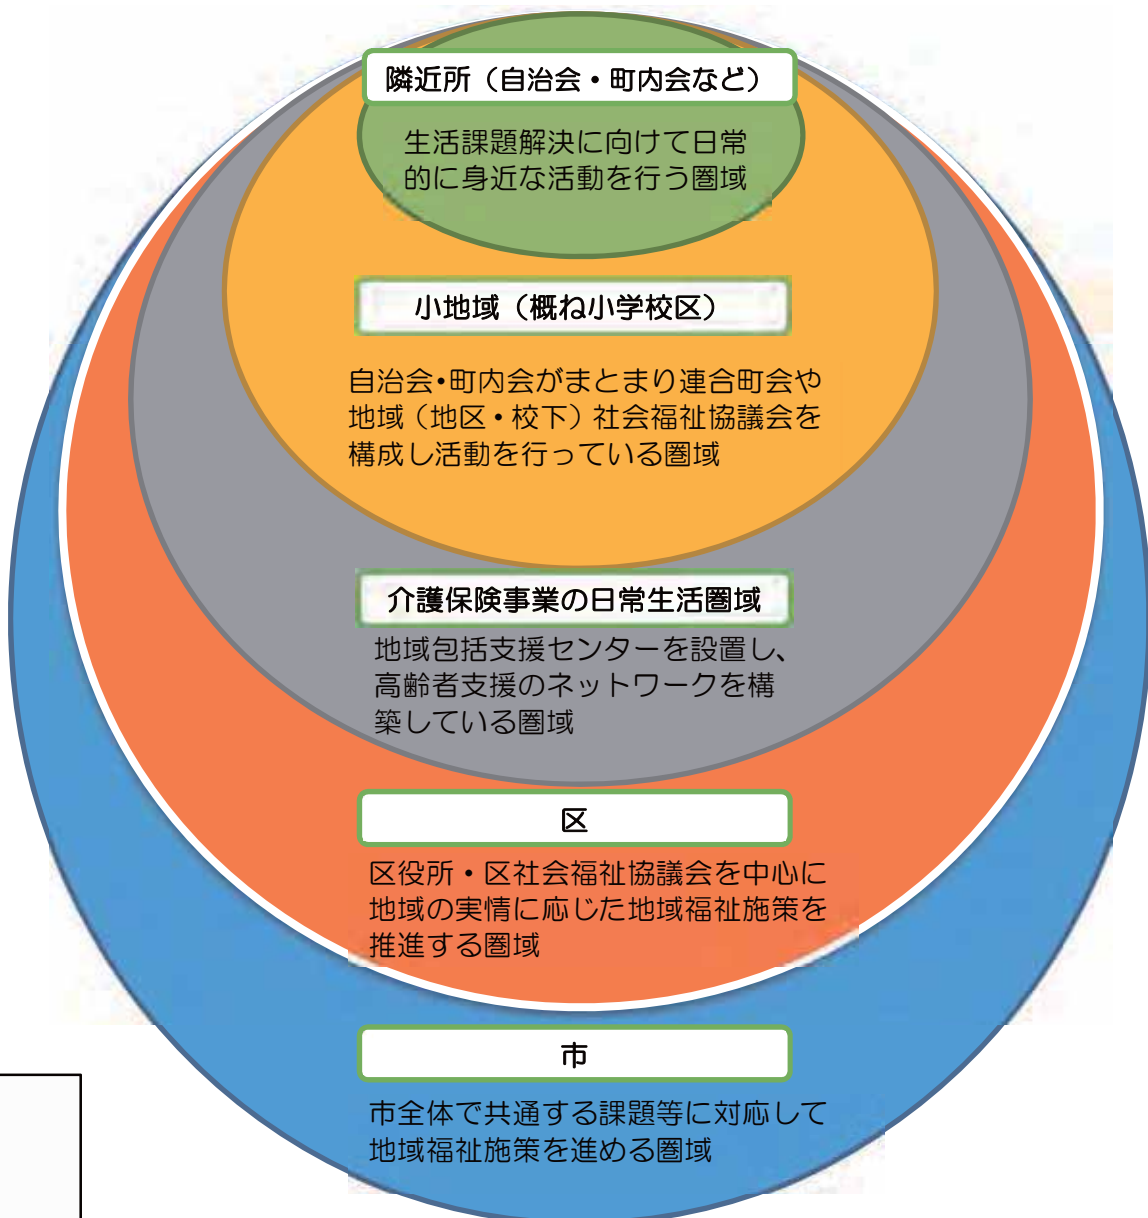 隣近所（自治会・町内会など）
生活課題解決に向けて日常
的に身近な活動を行う圏域
小地域（概ね小学校区）
自治会・町内会がまとまり連合町会や
地域（地区・校下）社会福祉協議会を
構成し活動を行っている圏域
介護保険事業の日常生活圏域
地域包括支援センターを設置し、
高齢者支援のネットワークを構
築している圏域
区
区役所・区社会福祉協議会を中心に
地域の実情に応じた地域福祉施策を
推進する圏域
市
市全体で共通する課題等に対応して
地域福祉施策を進める圏域